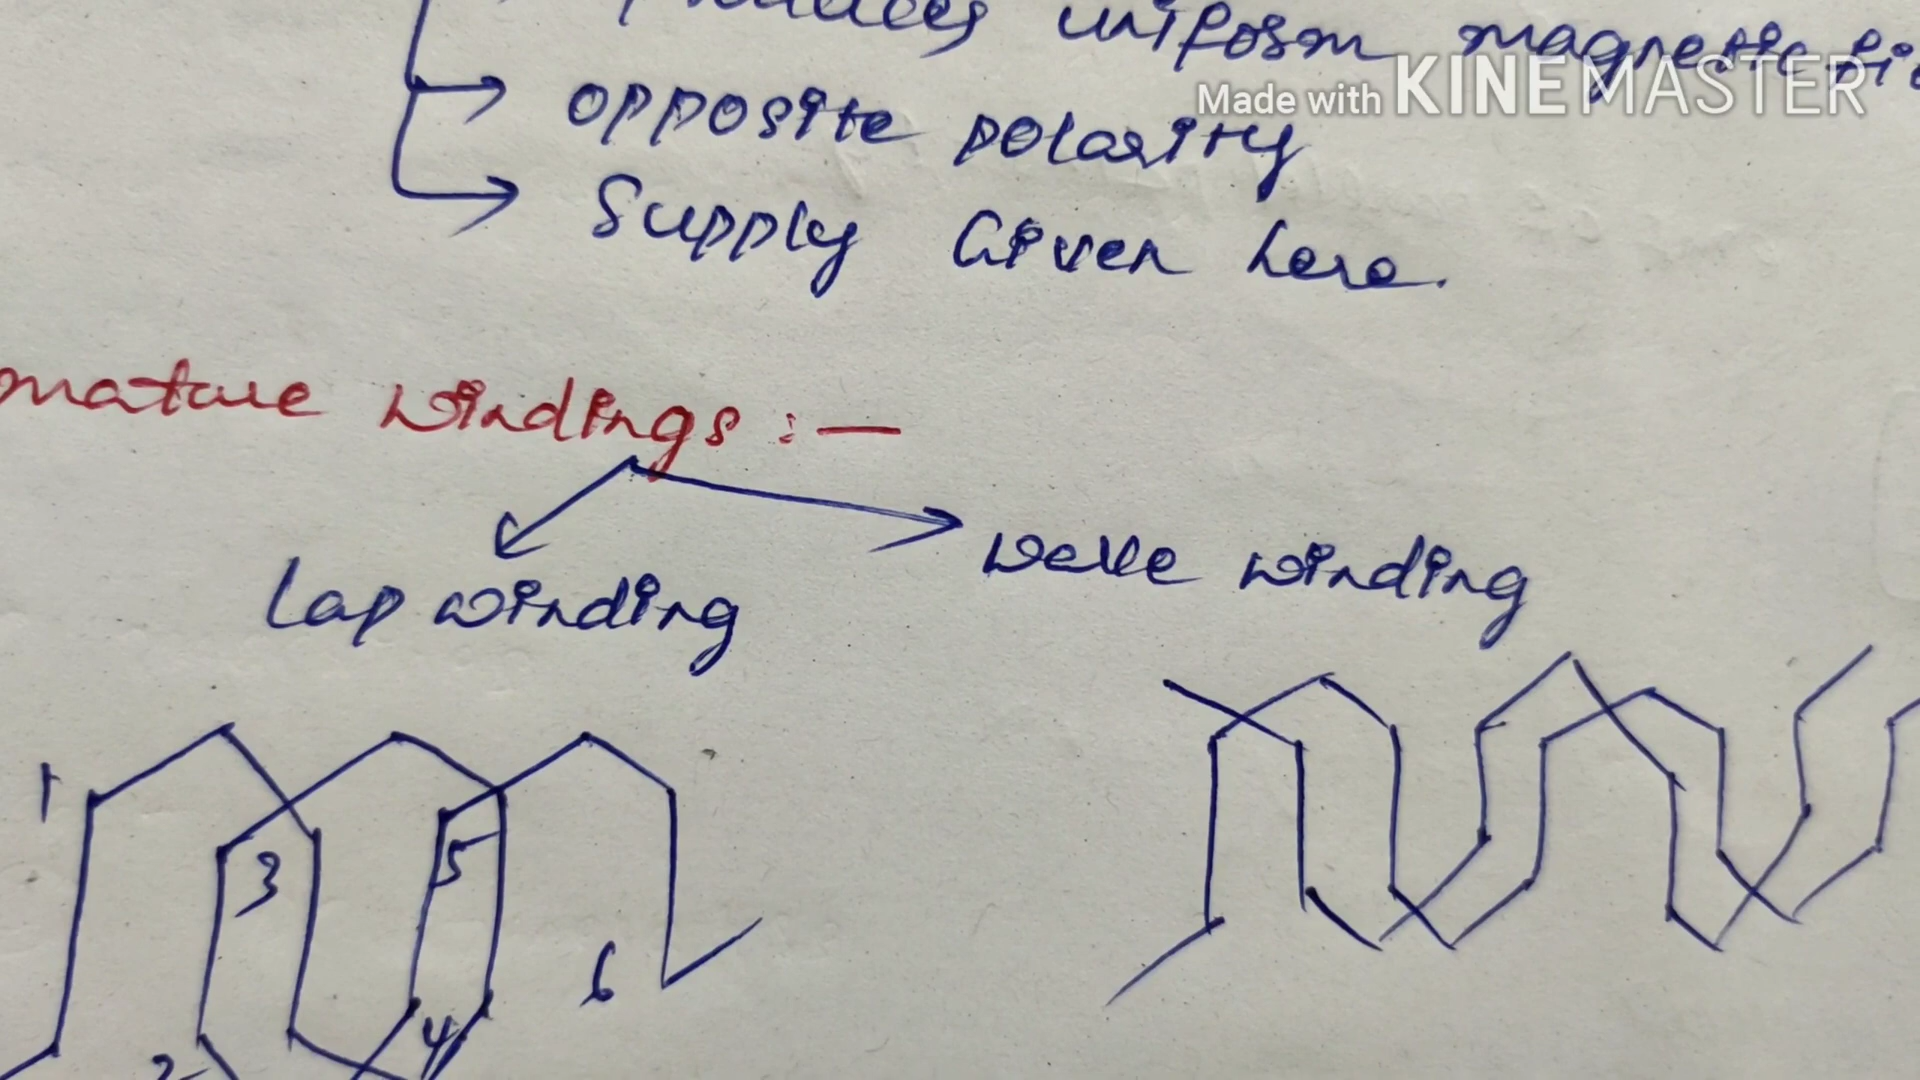 uniform magnetic
Made with KINEMASTER
opposite polarity
Supply Given here.
mature windings :—
Lap winding
wave winding
1
3
5
6
4
2